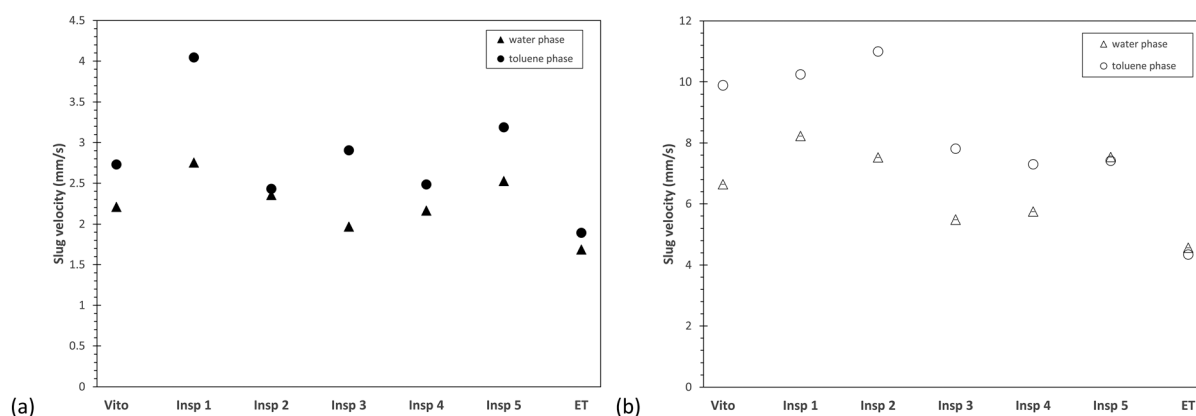 4.5
4
3.5
3
2.5
2
1.5
1
0.5
0
Slug velocity (mm/s)
water phase
toluene phase
Vito Insp 1 Insp 2 Insp 3 Insp 4 Insp 5 ET
(a)
12
10
8
6
4
2
0
Slug velocity (mm/s)
water phase
toluene phase
Vito Insp 1 Insp 2 Insp 3 Insp 4 Insp 5 ET
(b)